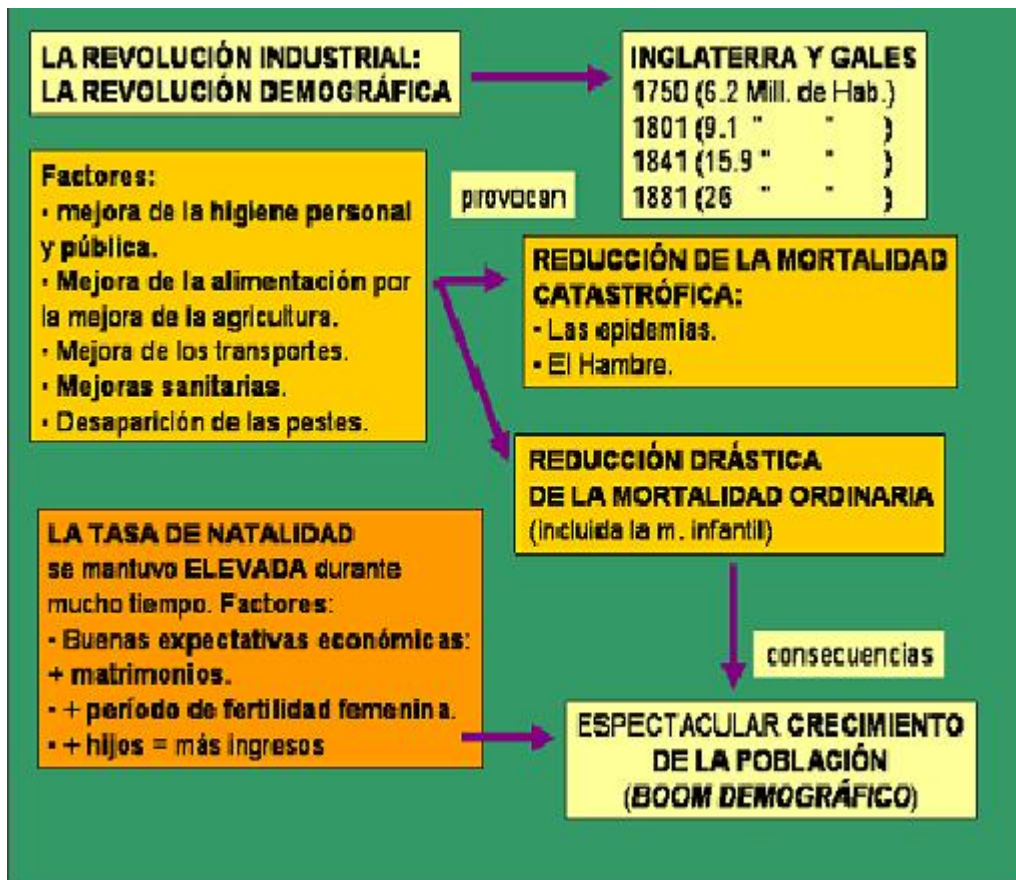 LA REVOLUCIÓN INDUSTRIAL:
LA REVOLUCIÓN DEMOGRÁFICA
INGLATERRA Y GALES
1750 (6.2 Mill. de Hab.)
1801 (9.1 " " )
1841 (15.9 " " )
1881 (26 " " )
Factores:
· mejora de la higiene personal
y pública.
· Mejora de la alimentación por
la mejora de la agricultura.
· Mejora de los transportes.
· Mejoras sanitarias.
· Desaparición de las pestes.
provocan
REDUCCIÓN DE LA MORTALIDAD
CATASTRÓFICA:
· Las epidemias.
· El Hambre.
REDUCCIÓN DRÁSTICA
DE LA MORTALIDAD ORDINARIA
(incluida la m. infantil)
LA TASA DE NATALIDAD
se mantuvo ELEVADA durante
mucho tiempo. Factores:
· Buenas expectativas económicas:
+ matrimonios.
· + período de fertilidad femenina.
· + hijos = más ingresos
consecuencias
ESPECTACULAR CRECIMIENTO
DE LA POBLACIÓN
(BOOM DEMOGRÁFICO)